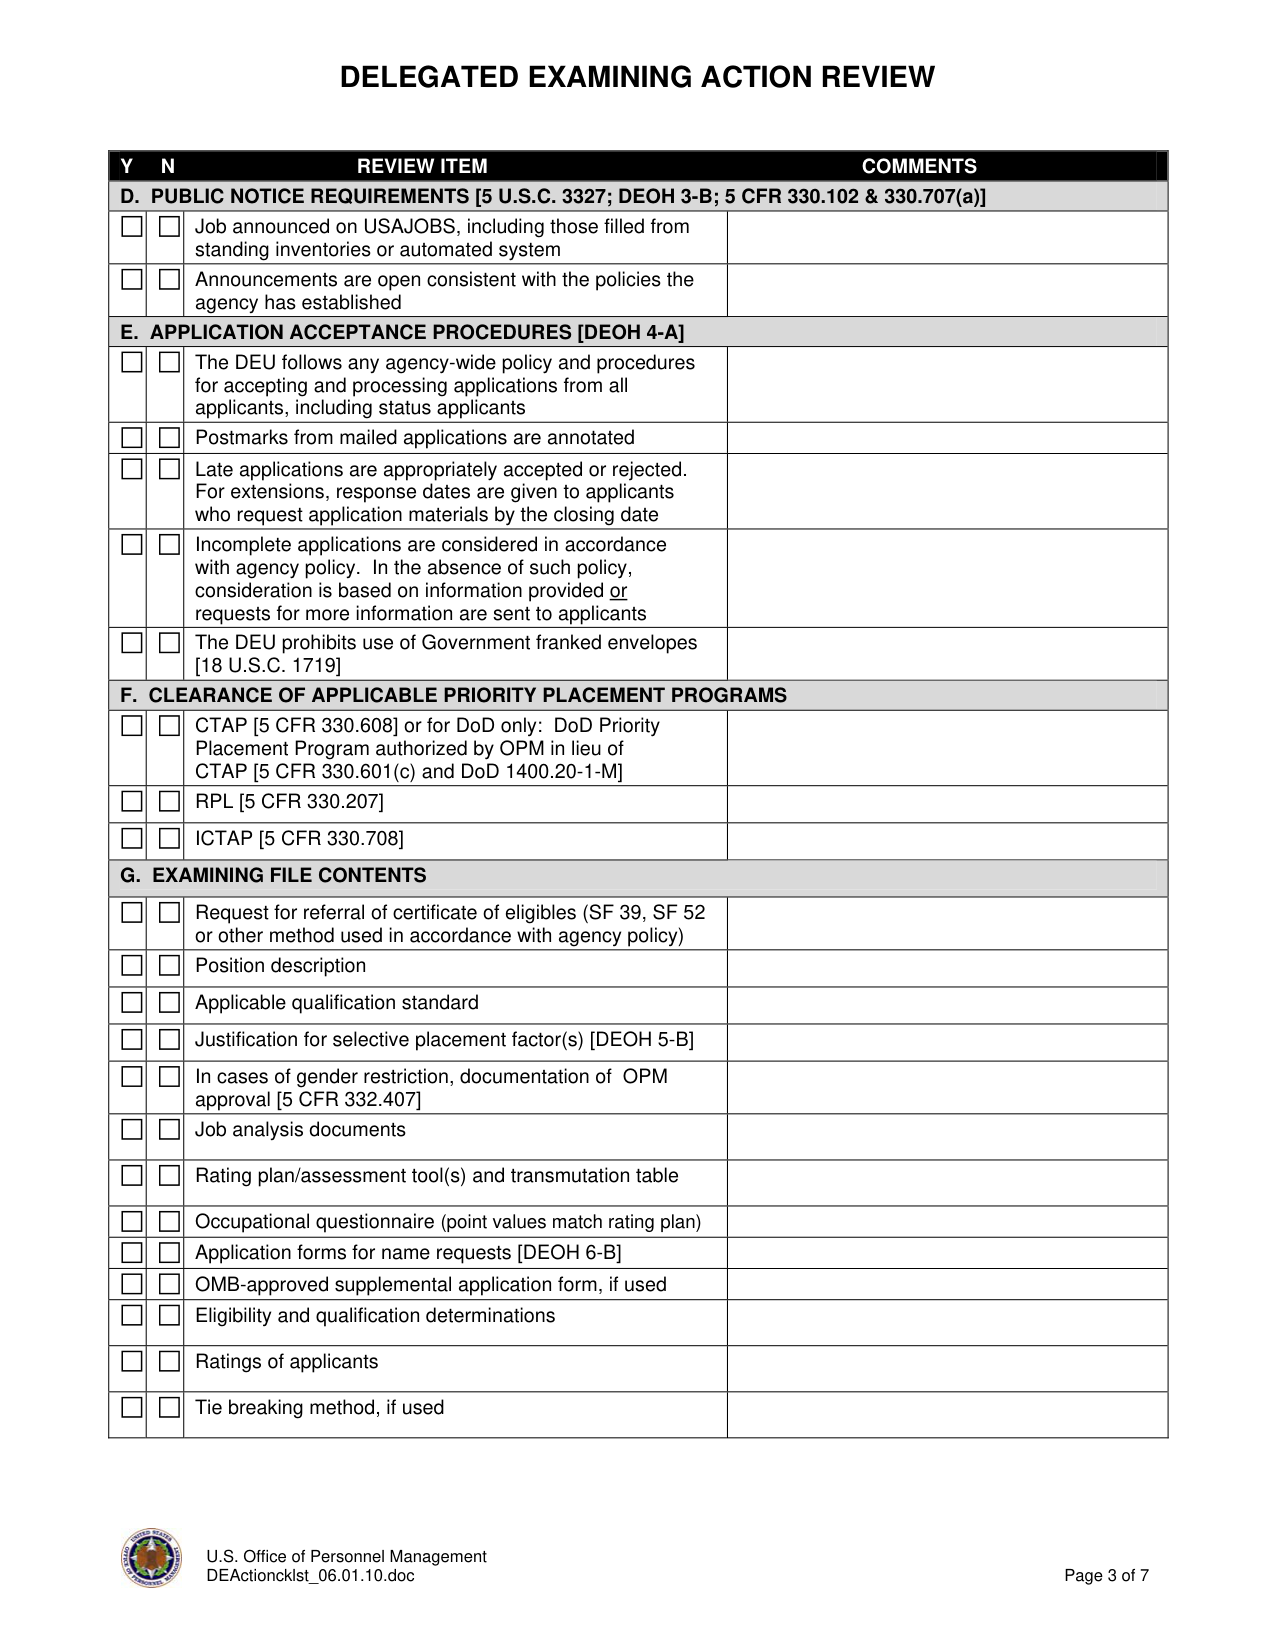 DELEGATED EXAMINING ACTION REVIEW
Y N REVIEW ITEM COMMENTS
D. PUBLIC NOTICE REQUIREMENTS [5 U.S.C. 3327; DEOH 3-B; 5 CFR 330.102 & 330.707(a)]
Job announced on USAJOBS, including those filled from
standing inventories or automated system
Announcements are open consistent with the policies the
agency has established
E. APPLICATION ACCEPTANCE PROCEDURES [DEOH 4-A]
The DEU follows any agency-wide policy and procedures
for accepting and processing applications from all
applicants, including status applicants
Postmarks from mailed applications are annotated
Late applications are appropriately accepted or rejected.
For extensions, response dates are given to applicants
who request application materials by the closing date
Incomplete applications are considered in accordance
with agency policy.  In the absence of such policy,
consideration is based on information provided or
requests for more information are sent to applicants
The DEU prohibits use of Government franked envelopes
[18 U.S.C. 1719]
F. CLEARANCE OF APPLICABLE PRIORITY PLACEMENT PROGRAMS
CTAP [5 CFR 330.608] or for DoD only:  DoD Priority
Placement Program authorized by OPM in lieu of
CTAP [5 CFR 330.601(c) and DoD 1400.20-1-M]
RPL [5 CFR 330.207]
ICTAP [5 CFR 330.708]
G. EXAMINING FILE CONTENTS
Request for referral of certificate of eligibles (SF 39, SF 52
or other method used in accordance with agency policy)
Position description
Applicable qualification standard
Justification for selective placement factor(s) [DEOH 5-B]
In cases of gender restriction, documentation of  OPM
approval [5 CFR 332.407]
Job analysis documents
Rating plan/assessment tool(s) and transmutation table
Occupational questionnaire (point values match rating plan)
Application forms for name requests [DEOH 6-B]
OMB-approved supplemental application form, if used
Eligibility and qualification determinations
Ratings of applicants
Tie breaking method, if used
UNITED STATES
OFFICE OF PERSONNEL MANAGEMENT
U.S. Office of Personnel Management
DEActioncklst_06.01.10.doc
Page 3 of 7